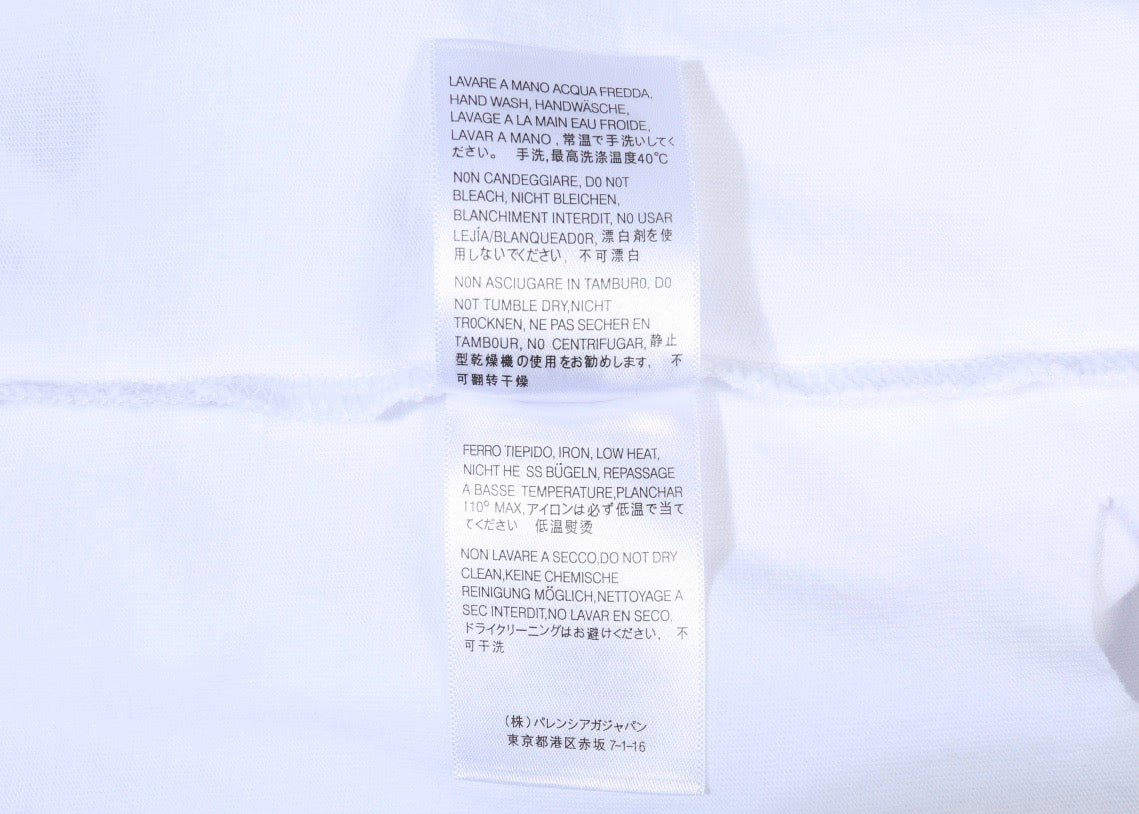 LAVARE A MANO ACQUA FREDDA.
HAND WASH, HANDWÄSCHE,
LAVAGE A LA MAIN EAU FROIDE,
LAVAR A MANO , 常温で手洗いしてく
ださい。 手洗,最高洗涤温度40°C
N0N CANDEGGIARE, D0 N0T
BLEACH, NICHT BLEICHEN,
BLANCHIMENT INTERDIT, N0 USAR
LEJÍA/BLANQUEAD0R, 漂白剤を使
用しないでください, 不可漂白
N0N ASCIUGARE IN TAMBUR0, D0
N0T TUMBLE DRY,NICHT
TR0CKNEN, NE PAS SECHER EN
TAMB0UR, N0 CENTRIFUGAR, 静止
型乾燥機の使用をお勧めします, 不
可翻转干燥
FERRO TIEPIDO, IRON, LOW HEAT,
NICHT HE SS BÜGELN, REPASSAGE
A BASSE TEMPERATURE,PLANCHAR
110° MAX,アイロンは必ず低温で当て
てください 低温熨烫
NON LAVARE A SECCO,DO NOT DRY
CLEAN,KEINE CHEMISCHE
REINIGUNG MÖGLICH,NETTOYAGE A
SEC INTERDIT,NO LAVAR EN SECO.
ドライクリーニングはお避けください, 不
可干洗
(株)バレンシアガジャパン
東京都港区赤坂 7-1-16